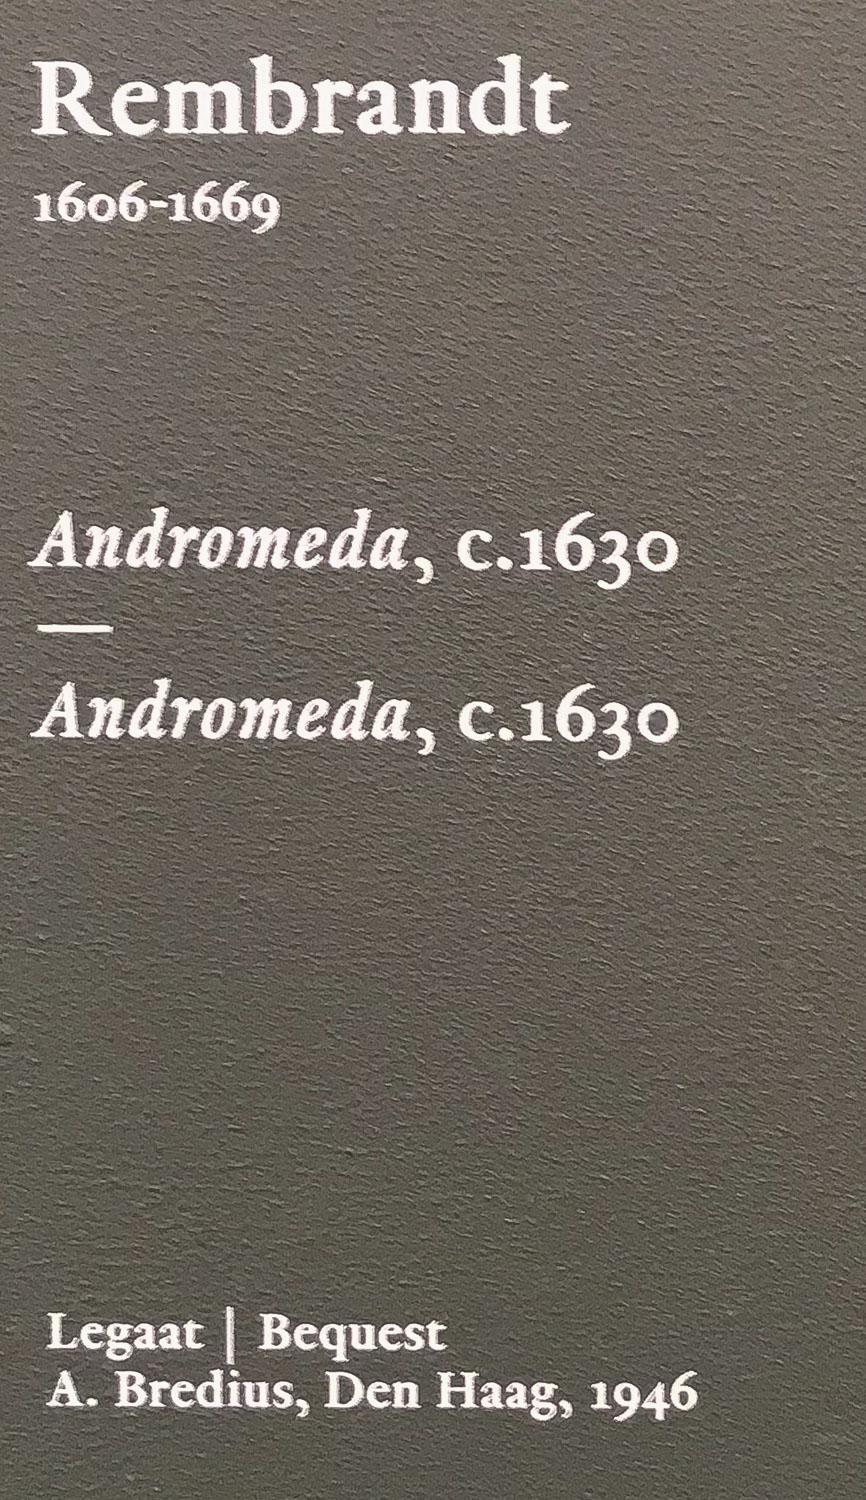 Rembrandt
1606-1669
Andromeda, c.1630
—
Andromeda, c.1630
Legaat | Bequest
A. Bredius, Den Haag, 1946